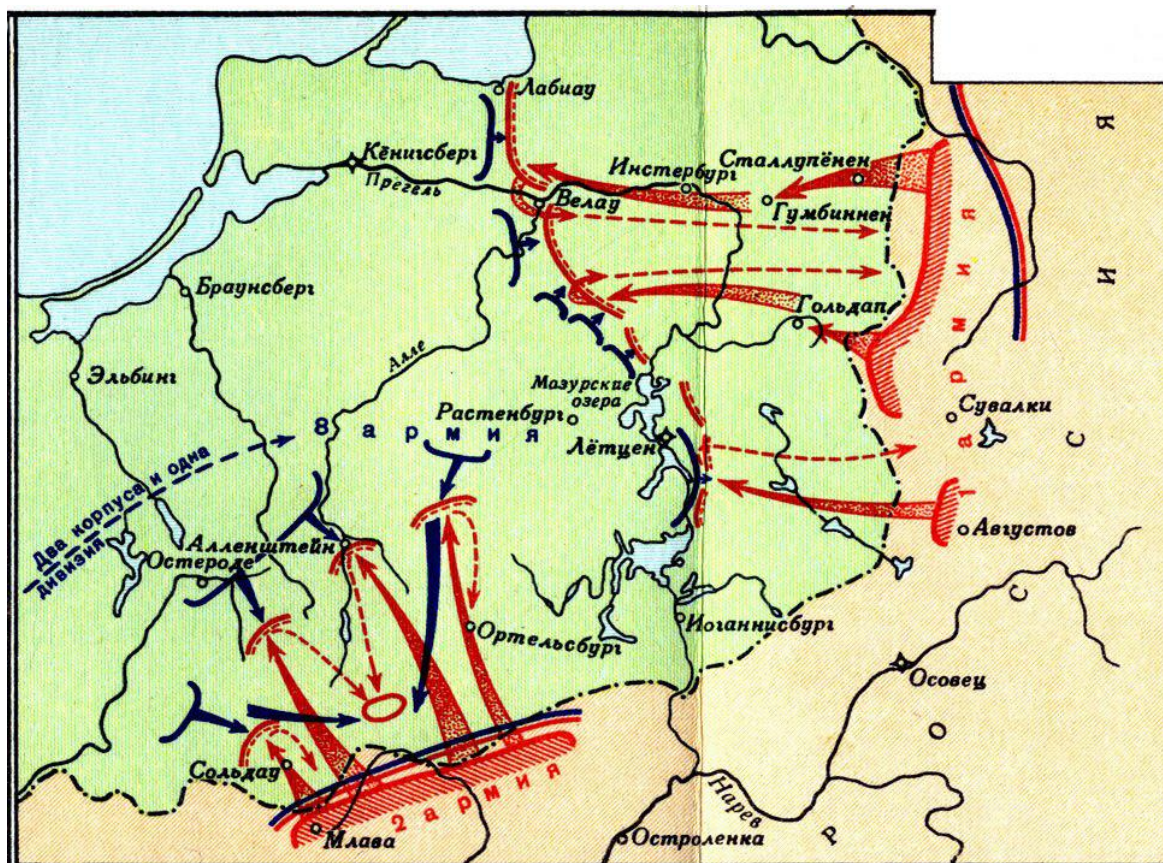 Лабиау
Кёнигсберг
Прегель
Инстербург
Сталлупёнен
Велау
Гумбиннен
Браунсберг
Гольдап
Алле
Эльбинг
Мазурские
озера
Растенбург
8 армия
Лётцен
Сувалки
1 армия
Два корпуса и одна
дивизия
Алленштейн
Остероде
Августов
Ортельсбург
Иоганнисбург
Осовец
Сольдау
2 армия
Млава
Нарев
Остроленка
Р О С С И Я